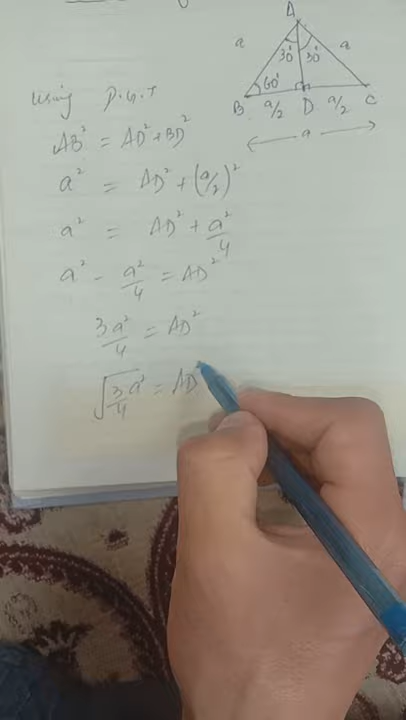 A
a
a
30°
30°
60°
B
a/2
D
a/2
C
a
Using P.G.T
AB² = AD² + BD²
a² = AD² + (a/2)²
a² = AD² + a²/4
a² - a²/4 = AD²
3a²/4 = AD²
√3/4 a² = AD